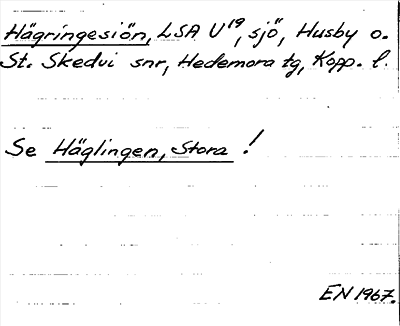 Hägringesiön, LSA U19, sjö, Husby o.
St. Skedvi snr, Hedemora tg, Kopp. l.
Se Häglingen, Stora !
EN 1967.